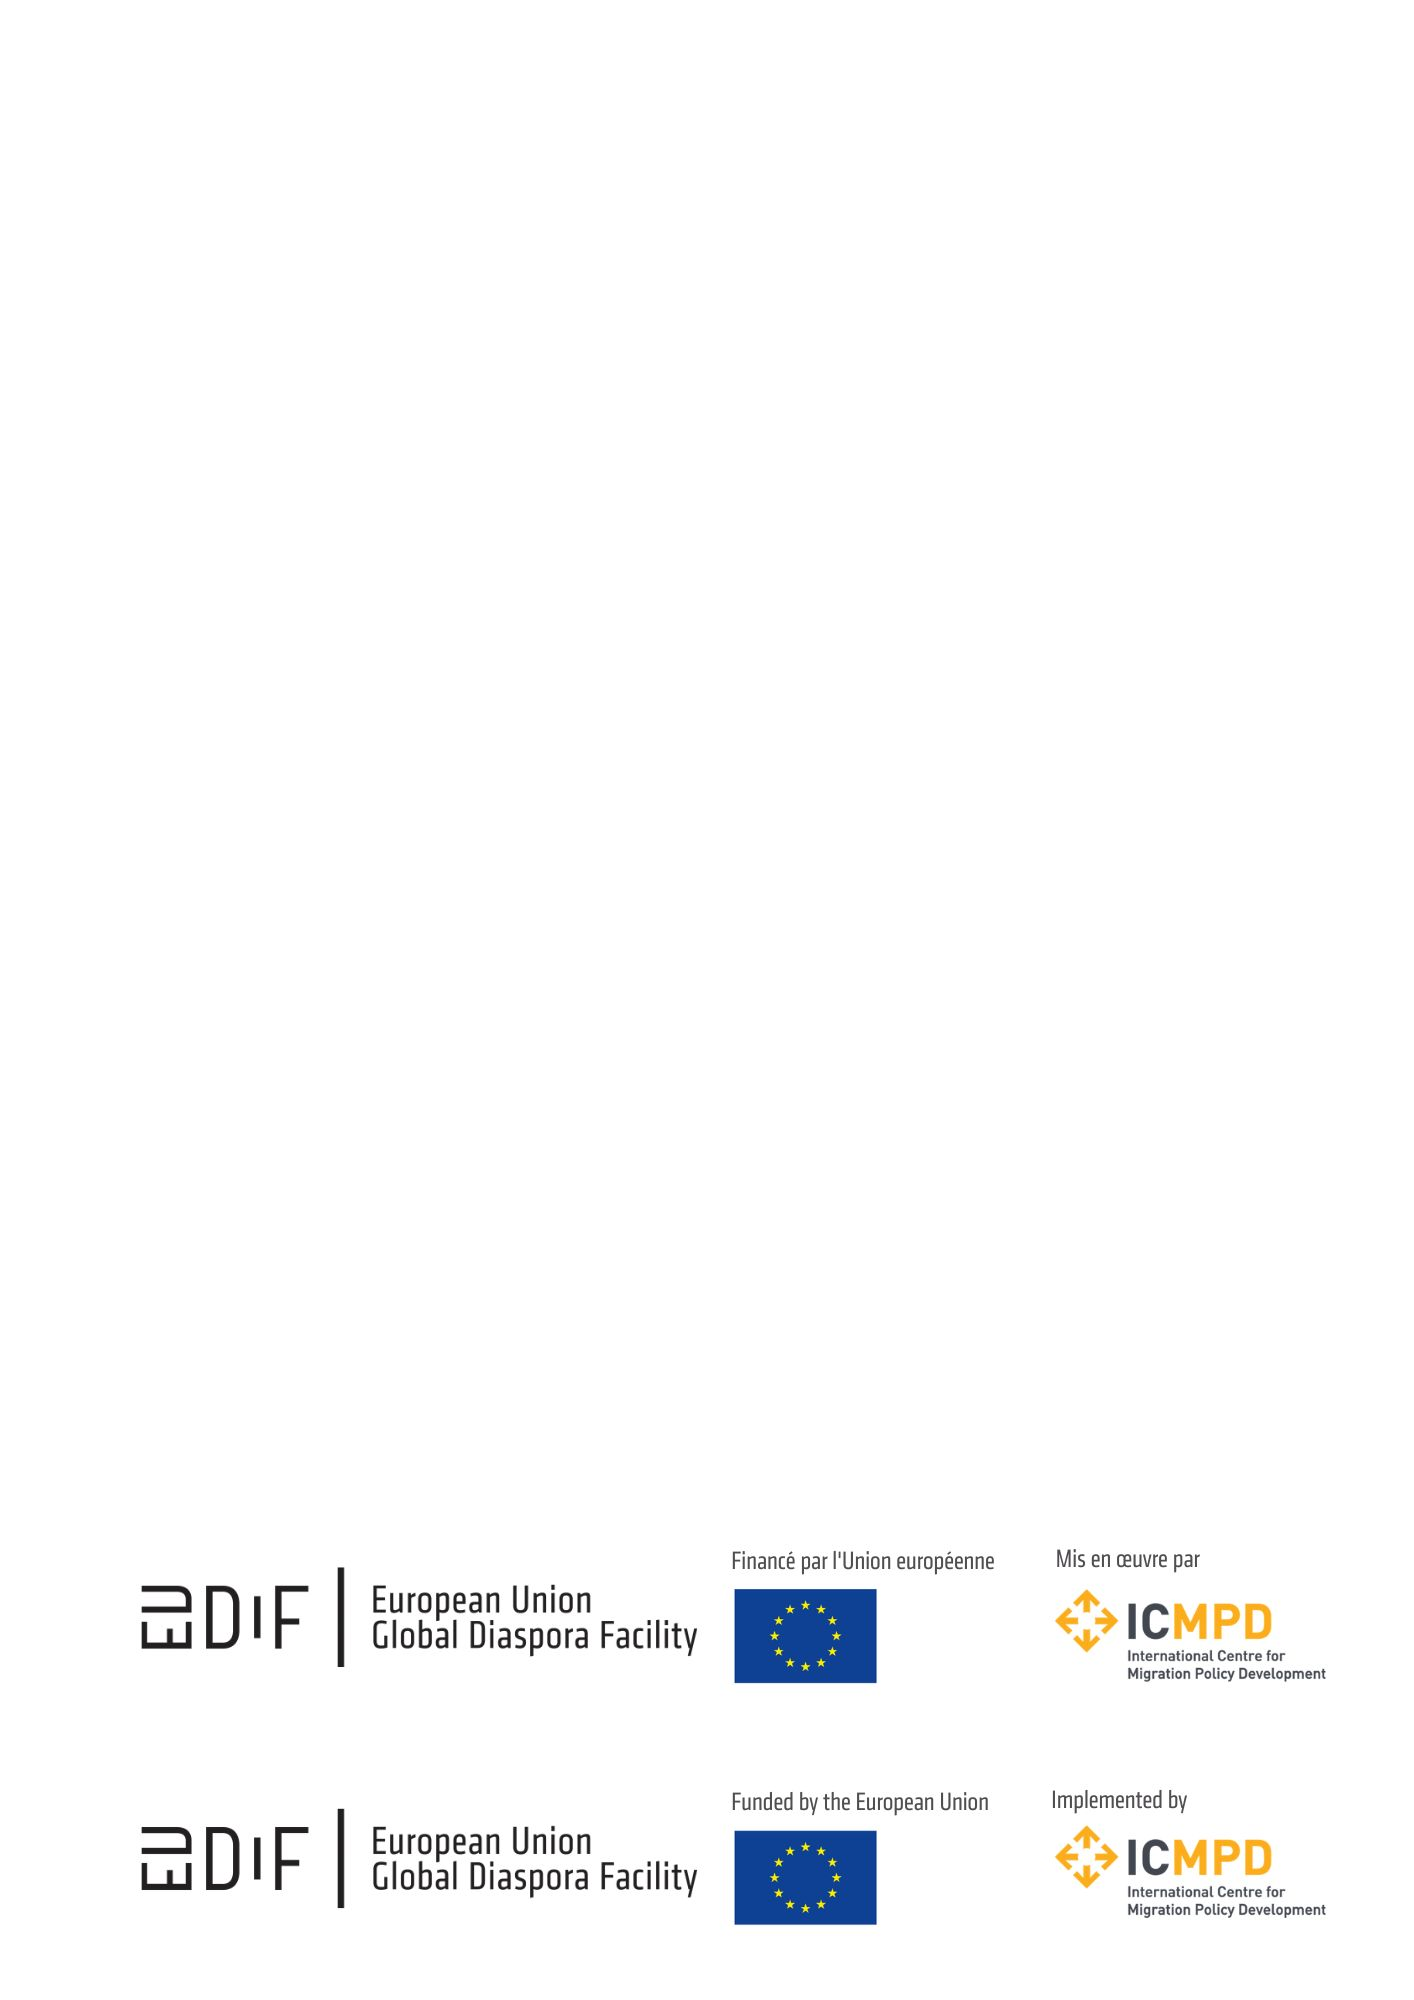 EUDiF
European Union
Global Diaspora Facility
Financé par l'Union européenne
Mis en œuvre par
ICMPD
International Centre for
Migration Policy Development
EUDiF
European Union
Global Diaspora Facility
Funded by the European Union
Implemented by
ICMPD
International Centre for
Migration Policy Development